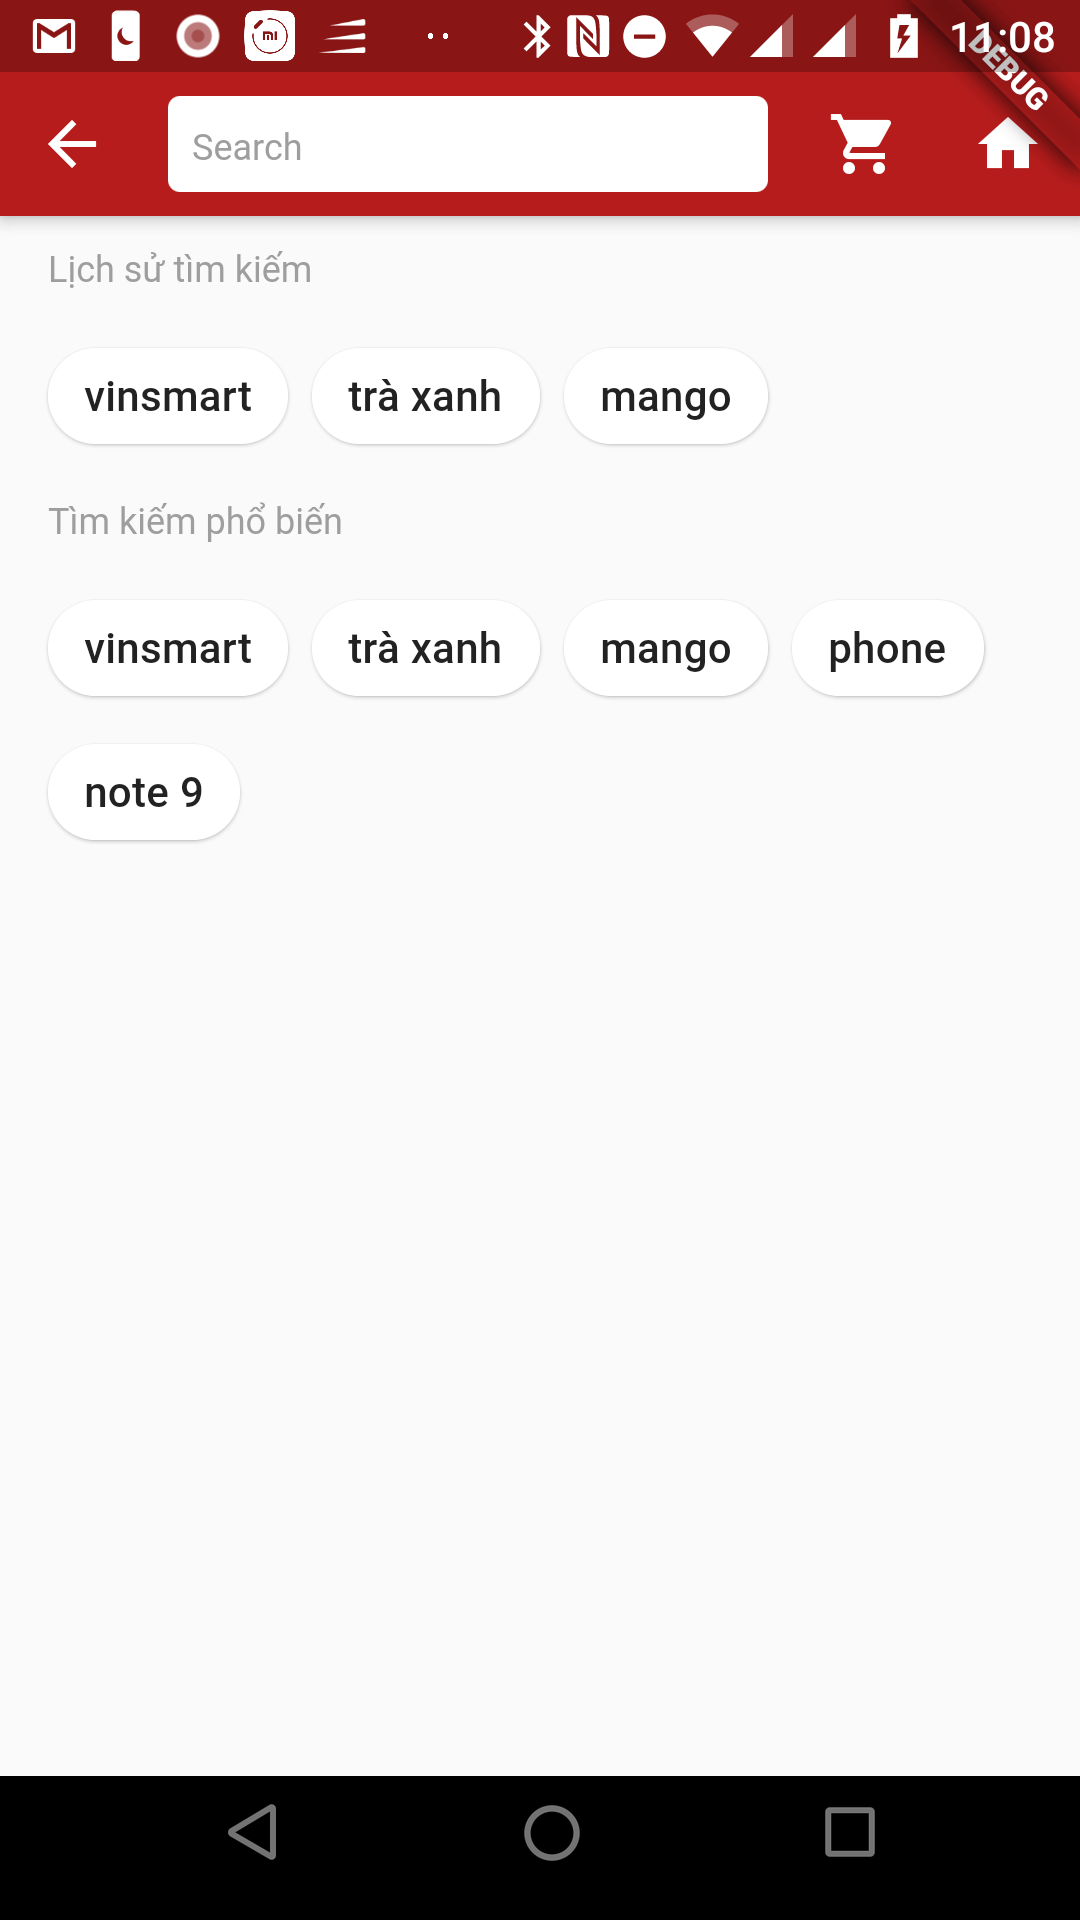 11:08
DEBUG
Search
Lịch sử tìm kiếm
vinsmart trà xanh mango
Tìm kiếm phổ biến
vinsmart trà xanh mango phone
note 9